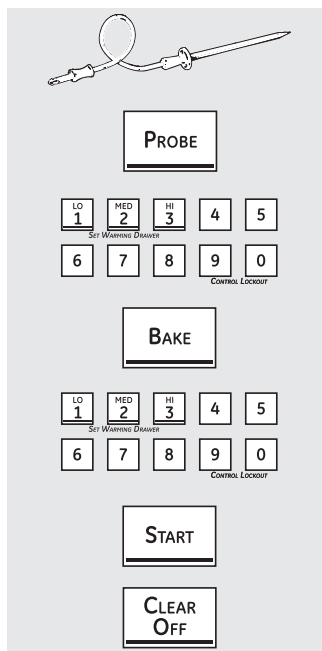 PROBE
LO MED HI
1 2 3 4 5
SET WARMING DRAWER
6 7 8 9 0
CONTROL LOCKOUT
BAKE
LO MED HI
1 2 3 4 5
SET WARMING DRAWER
6 7 8 9 0
CONTROL LOCKOUT
START
CLEAR
OFF